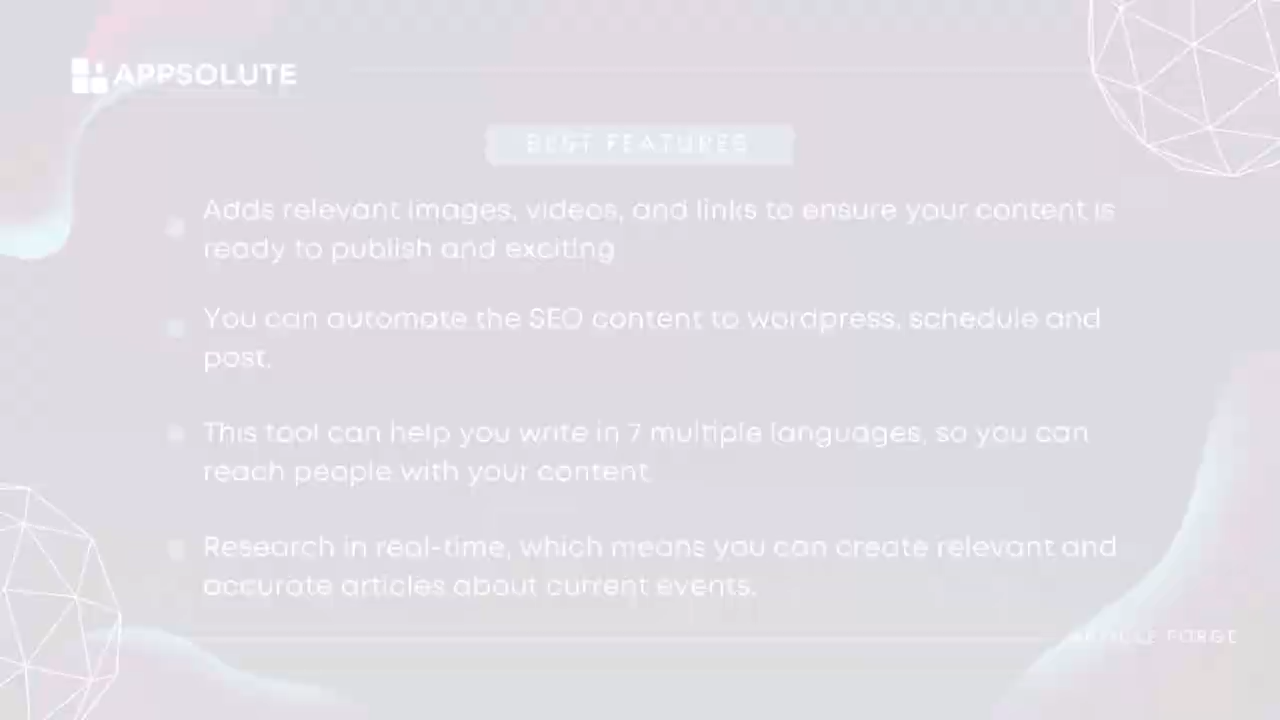 APPSOLUTE
BEST FEATURES
Adds relevant images, videos, and links to ensure your content is
ready to publish and exciting
You can automate the SEO content to wordpress, schedule and
post.
This tool can help you write in 7 multiple languages, so you can
reach people with your content.
Research in real-time, which means you can create relevant and
accurate articles about current events.
ARTICLE FORGE